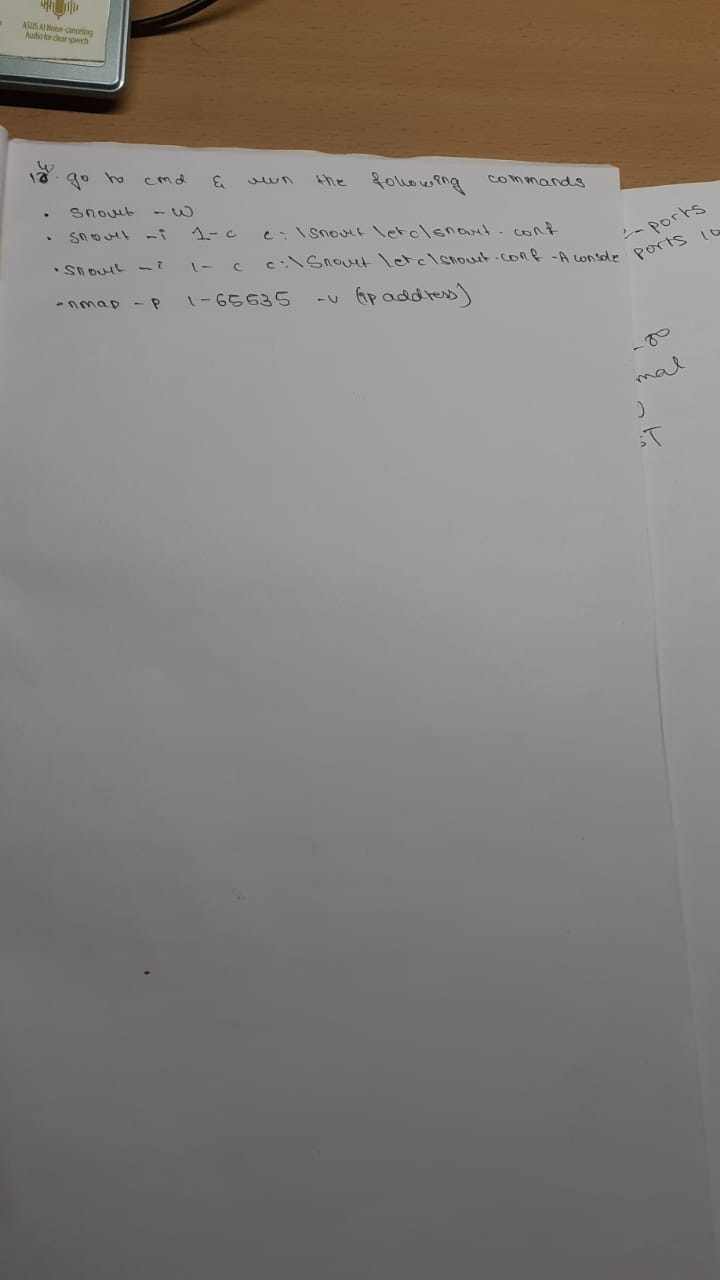 ASUS AI Noise-canceling
Audio for clear speech
go to cmd & run the following commands
• snort -W
• snort -i 1-c c:\snort\etc\snort.conf
• snort -i 1-c c:\Snort\etc\snort.conf -A console
• nmap -p 1-65535 -v (ip address)
-ports
ports 10
-80
mal
)
ST